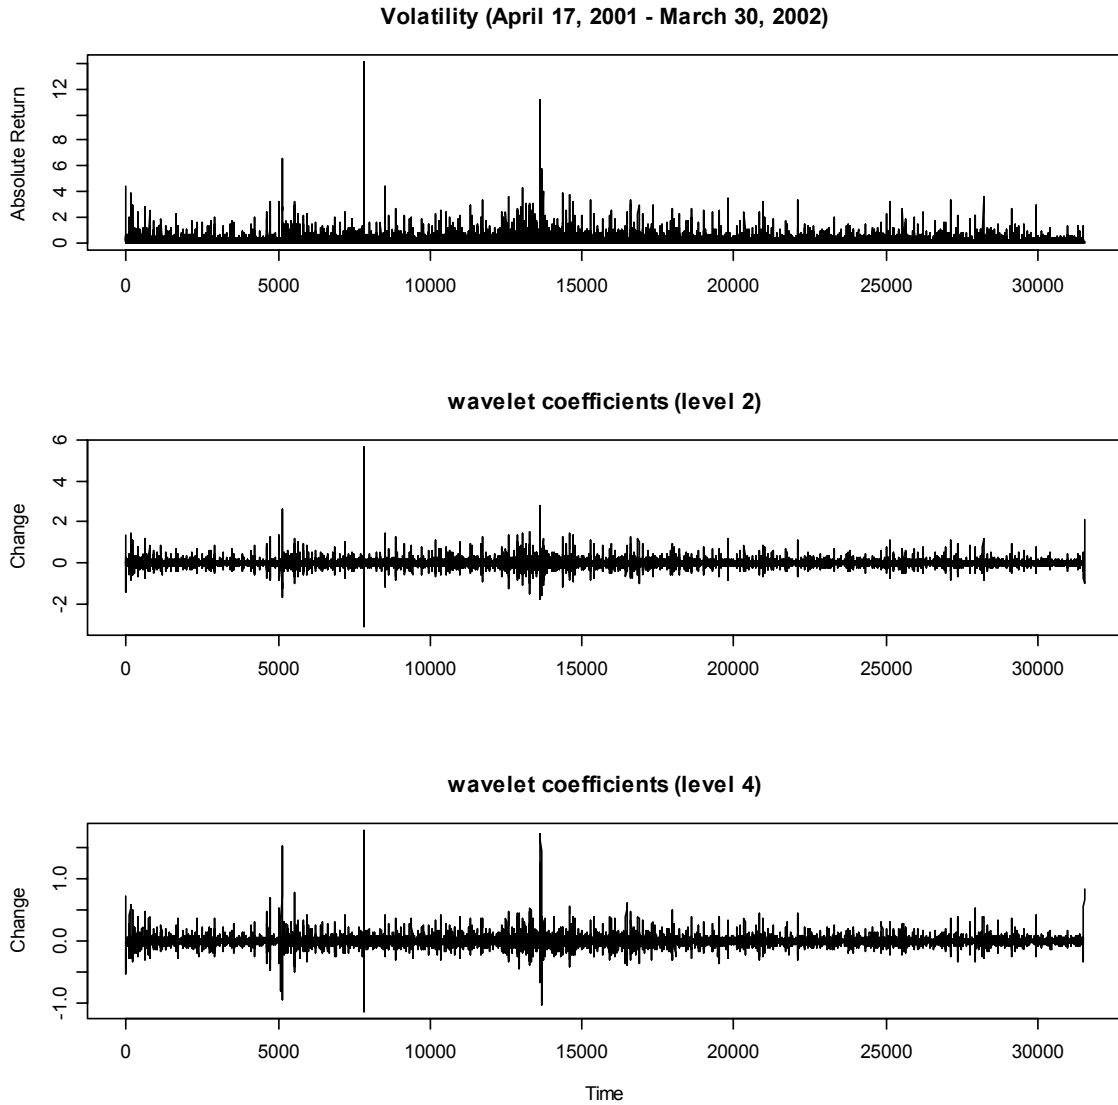 Volatility (April 17, 2001 - March 30, 2002)
Absolute Return
12
8
6
4
2
0
0 5000 10000 15000 20000 25000 30000
wavelet coefficients (level 2)
Change
6
4
2
0
-2
0 5000 10000 15000 20000 25000 30000
wavelet coefficients (level 4)
Change
1.0
0.0
-1.0
0 5000 10000 15000 20000 25000 30000
Time